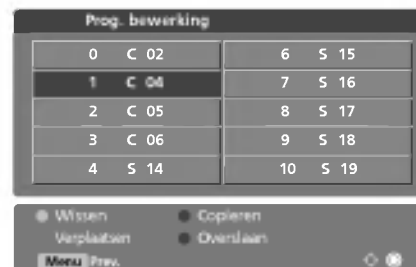 Prog. bewerking
0 C 02
1 C 04
2 C 05
3 C 06
4 S 14
6 S 15
7 S 16
8 S 17
9 S 18
10 S 19
Wissen Copieren
Verplaatsen Overslaan
Menu Prev.